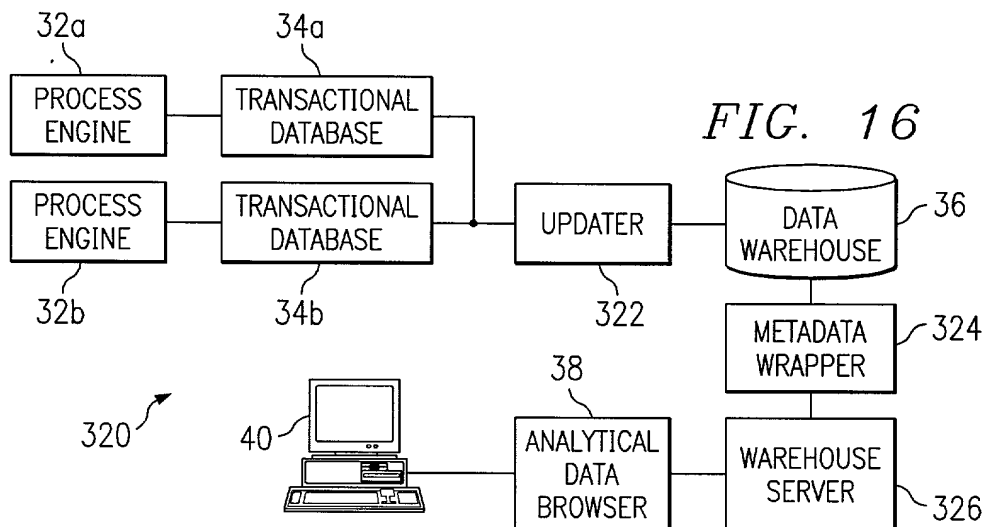 32a
34a
PROCESS
ENGINE
TRANSACTIONAL
DATABASE
FIG. 16
PROCESS
ENGINE
TRANSACTIONAL
DATABASE
UPDATER
DATA
WAREHOUSE
36
32b
34b
322
METADATA
WRAPPER
324
320
40
38
ANALYTICAL
DATA
BROWSER
WAREHOUSE
SERVER
326